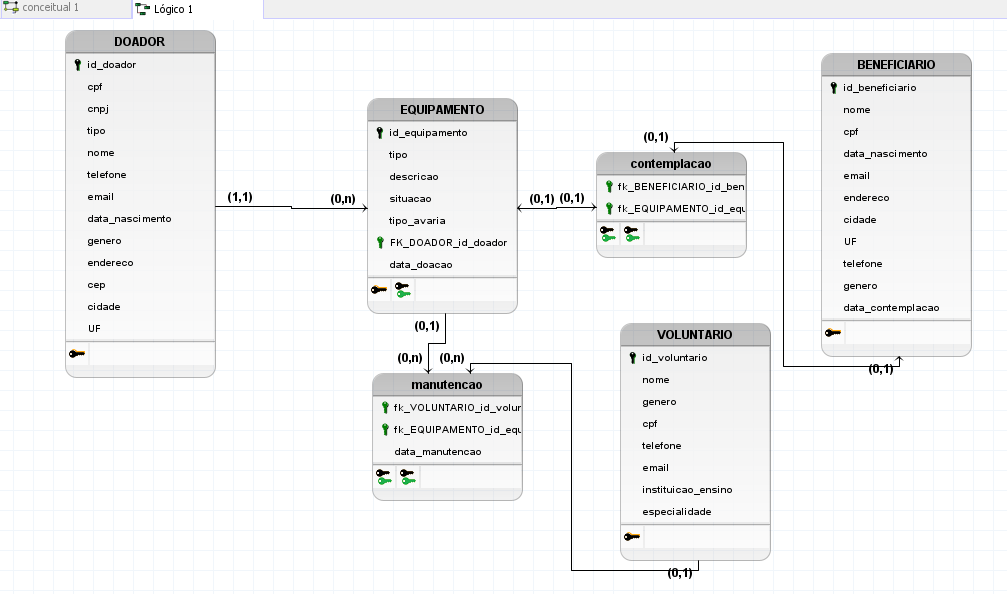 conceitual 1
Lógico 1
DOADOR
id_doador
cpf
cnpj
tipo
nome
telefone
email
data_nascimento
genero
endereco
cep
cidade
UF
(1,1)
(0,n)
EQUIPAMENTO
id_equipamento
tipo
descricao
situacao
tipo_avaria
FK_DOADOR_id_doador
data_doacao
(0,1)
(0,1)
(0,1)
contemplacao
fk_BENEFICIARIO_id_ben
fk_EQUIPAMENTO_id_equ
BENEFICIARIO
id_beneficiario
nome
cpf
data_nascimento
email
endereco
cidade
UF
telefone
genero
data_contemplacao
(0,1)
(0,1)
(0,n)
(0,n)
manutencao
fk_VOLUNTARIO_id_volur
fk_EQUIPAMENTO_id_equ
data_manutencao
VOLUNTARIO
id_voluntario
nome
genero
cpf
telefone
email
instituicao_ensino
especialidade
(0,1)